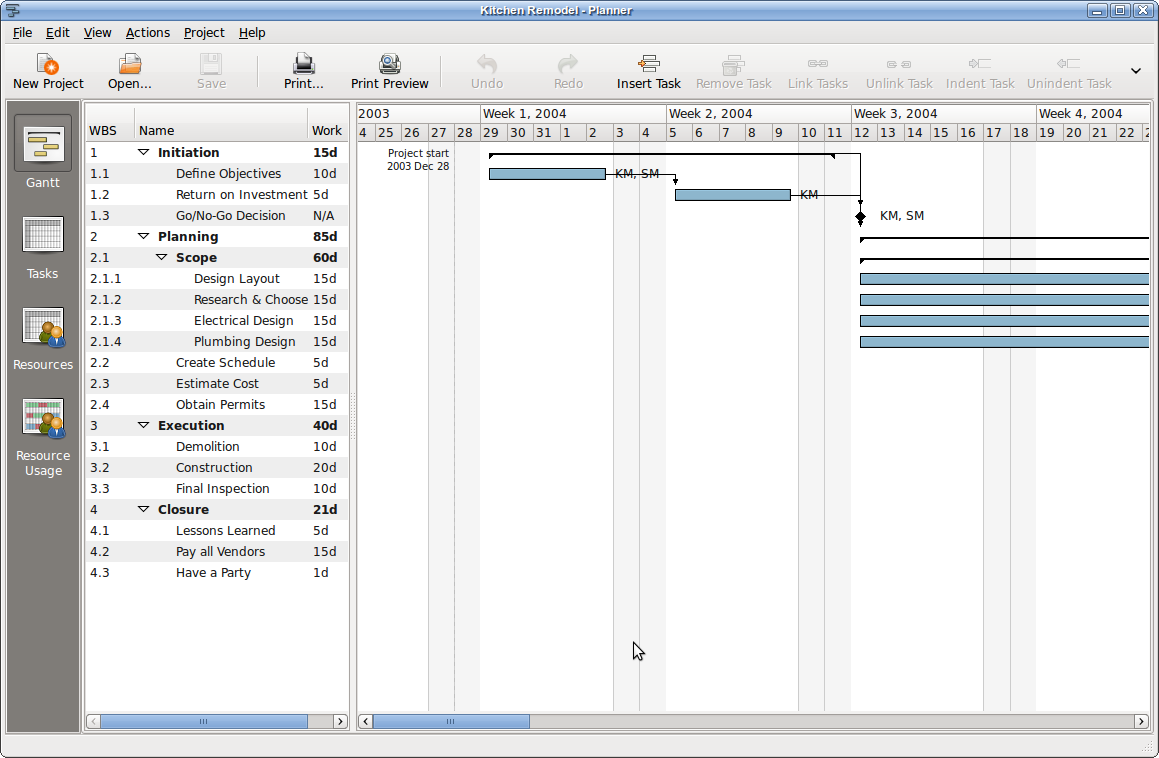 Kitchen Remodel - Planner
File Edit View Actions Project Help
New Project Open... Save Print... Print Preview Undo Redo Insert Task Remove Task Link Tasks Unlink Task Indent Task Unindent Task
Gantt
Tasks
Resources
Resource
Usage
WBS Name Work
1 Initiation 15d
1.1 Define Objectives 10d
1.2 Return on Investment 5d
1.3 Go/No-Go Decision N/A
2 Planning 85d
2.1 Scope 60d
2.1.1 Design Layout 15d
2.1.2 Research & Choose 15d
2.1.3 Electrical Design 15d
2.1.4 Plumbing Design 15d
2.2 Create Schedule 5d
2.3 Estimate Cost 5d
2.4 Obtain Permits 15d
3 Execution 40d
3.1 Demolition 10d
3.2 Construction 20d
3.3 Final Inspection 10d
4 Closure 21d
4.1 Lessons Learned 5d
4.2 Pay all Vendors 15d
4.3 Have a Party 1d
2003 Week 1, 2004 Week 2, 2004 Week 3, 2004 Week 4, 2004
4 25 26 27 28 29 30 31 1 2 3 4 5 6 7 8 9 10 11 12 13 14 15 16 17 18 19 20 21 22 2
Project start
2003 Dec 28
KM, SM
KM
KM, SM